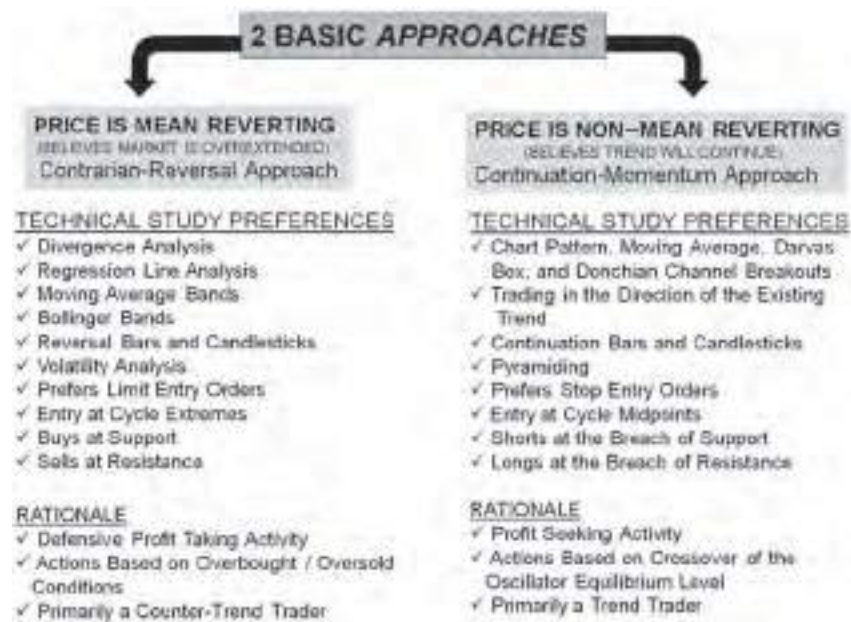 2 BASIC APPROACHES
PRICE IS MEAN REVERTING
(BELIEVES MARKET IS OVEREXTENDED)
Contrarian-Reversal Approach
TECHNICAL STUDY PREFERENCES
✓ Divergence Analysis
✓ Regression Line Analysis
✓ Moving Average Bands
✓ Bollinger Bands
✓ Reversal Bars and Candlesticks
✓ Volatility Analysis
✓ Prefers Limit Entry Orders
✓ Entry at Cycle Extremes
✓ Buys at Support
✓ Sells at Resistance
RATIONALE
✓ Defensive Profit Taking Activity
✓ Actions Based on Overbought / Oversold
Conditions
✓ Primarily a Counter-Trend Trader
PRICE IS NON-MEAN REVERTING
(BELIEVES TREND WILL CONTINUE)
Continuation-Momentum Approach
TECHNICAL STUDY PREFERENCES
✓ Chart Pattern, Moving Average, Darvas
Box, and Donchian Channel Breakouts
✓ Trading in the Direction of the Existing
Trend
✓ Continuation Bars and Candlesticks
✓ Pyramiding
✓ Prefers Stop Entry Orders
✓ Entry at Cycle Midpoints
✓ Shorts at the Breach of Support
✓ Longs at the Breach of Resistance
RATIONALE
✓ Profit Seeking Activity
✓ Actions Based on Crossover of the
Oscillator Equilibrium Level
✓ Primarily a Trend Trader